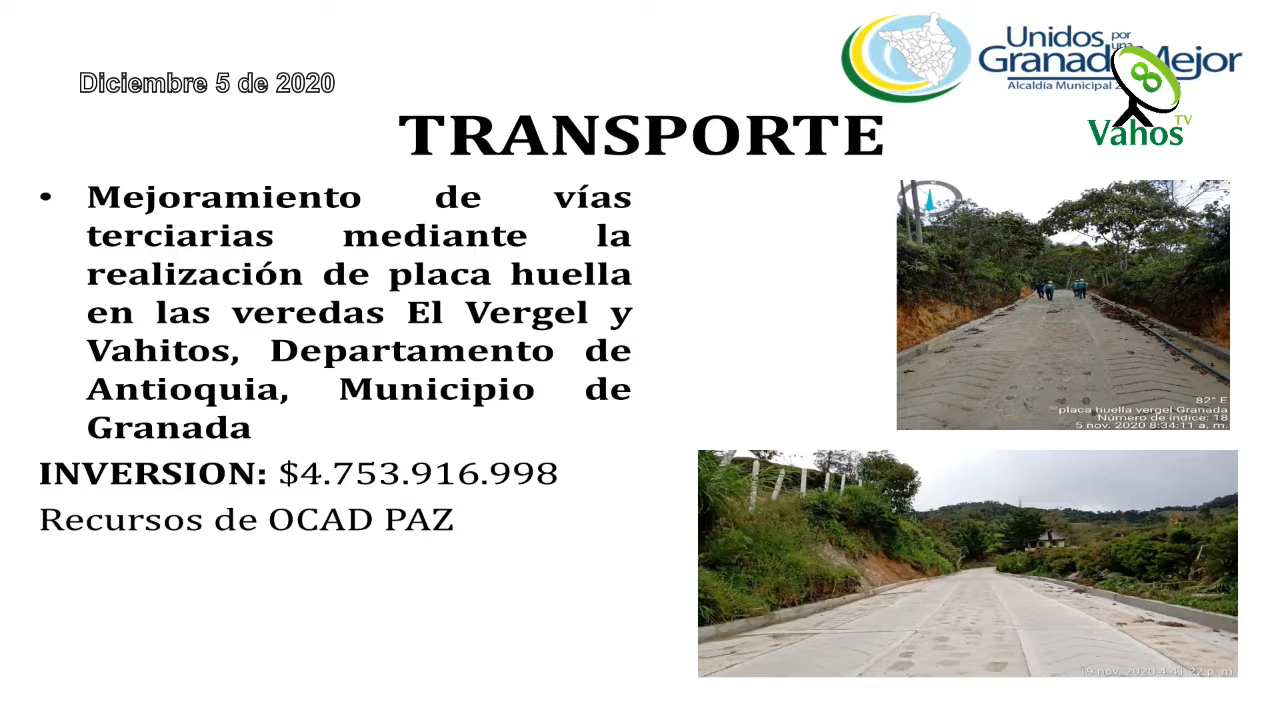 Diciembre 5 de 2020
Unidos por
una
Granada Mejor
Alcaldía Municipal
8
Vahos TV
TRANSPORTE
• Mejoramiento de vías
terciarias mediante la
realización de placa huella
en las veredas El Vergel y
Vahitos, Departamento de
Antioquia, Municipio de
Granada
INVERSION: $4.753.916.998
Recursos de OCAD PAZ
82° E
placa huella vergel Granada
Número de índice: 18
5 nov. 2020 8:34:11 a. m.
19 nov. 2020 4:41:22 p. m.